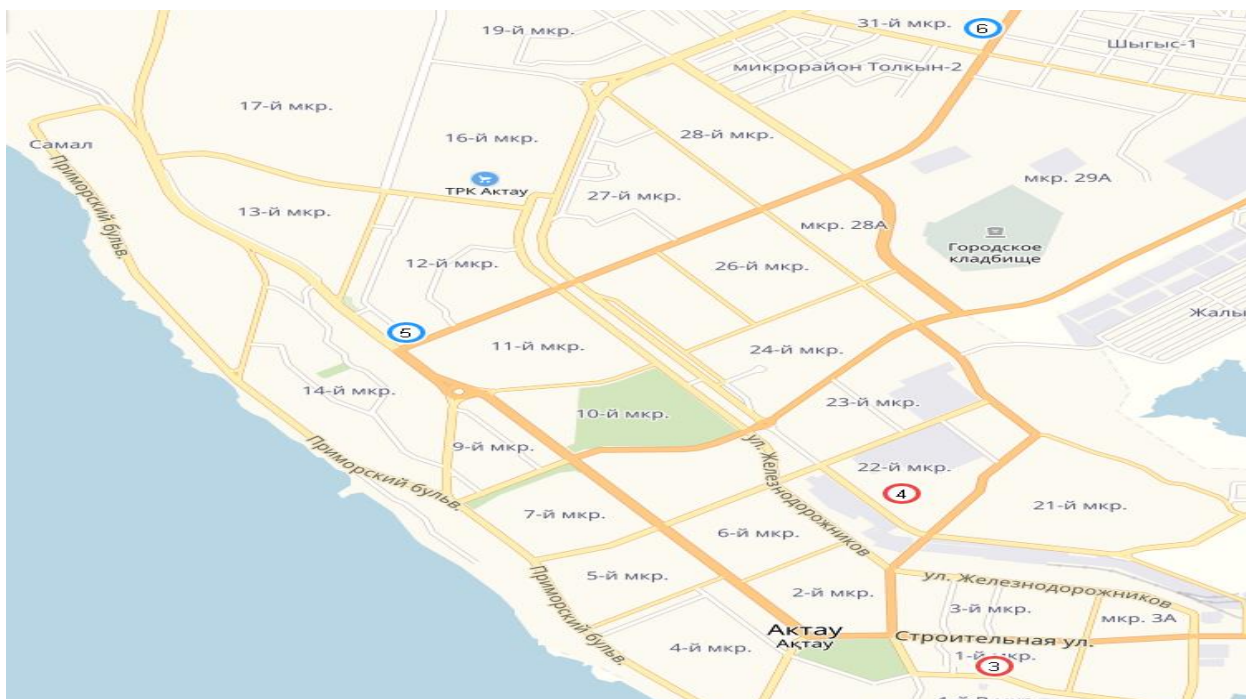 19-й мкр.
31-й мкр.
6
Шыгыс-1
микрорайон Толкын-2
17-й мкр.
16-й мкр.
28-й мкр.
Самал
ТРК Актау
27-й мкр.
мкр. 29А
Приморский бульв.
13-й мкр.
мкр. 28А
Городское
кладбище
12-й мкр.
26-й мкр.
5
11-й мкр.
24-й мкр.
14-й мкр.
10-й мкр.
23-й мкр.
9-й мкр.
Приморский бульв.
ул. Железнодорожников
22-й мкр.
4
21-й мкр.
7-й мкр.
6-й мкр.
5-й мкр.
Приморский бульв.
2-й мкр.
ул. Железнодорожников
3-й мкр.
мкр. 3А
Актау
Ақтау
Строительная ул.
4-й мкр.
1-й мкр.
3